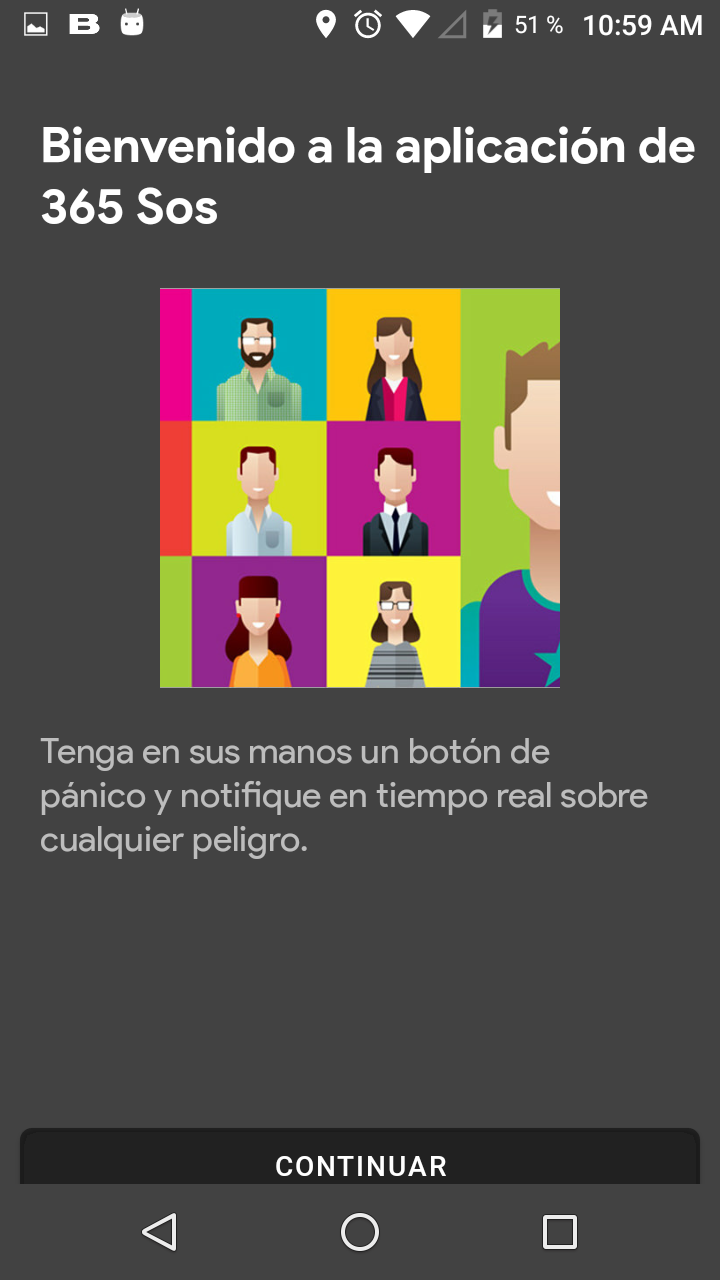 B 51 % 10:59 AM
Bienvenido a la aplicación de
365 Sos
Tenga en sus manos un botón de
pánico y notifique en tiempo real sobre
cualquier peligro.
CONTINUAR